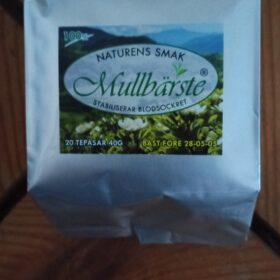 100%
NATURENS SMAK
Mullbärste®
STABILISERAR BLODSOCKRET
20 TEPÅSAR 40G
BÄST FÖRE 28-05-05